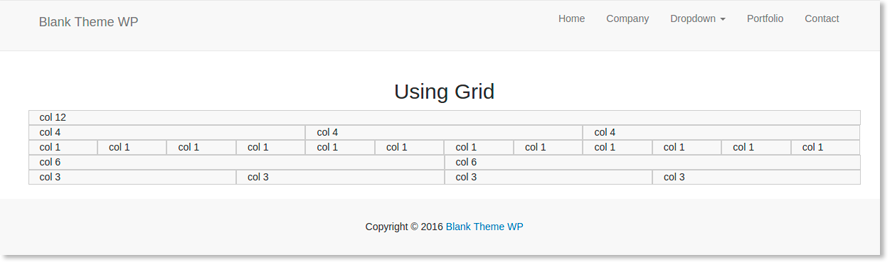 Blank Theme WP Home Company Dropdown Portfolio Contact
Using Grid
col 12
col 4 col 4 col 4
col 1 col 1 col 1 col 1 col 1 col 1 col 1 col 1 col 1 col 1 col 1 col 1
col 6 col 6
col 3 col 3 col 3 col 3
Copyright © 2016 Blank Theme WP